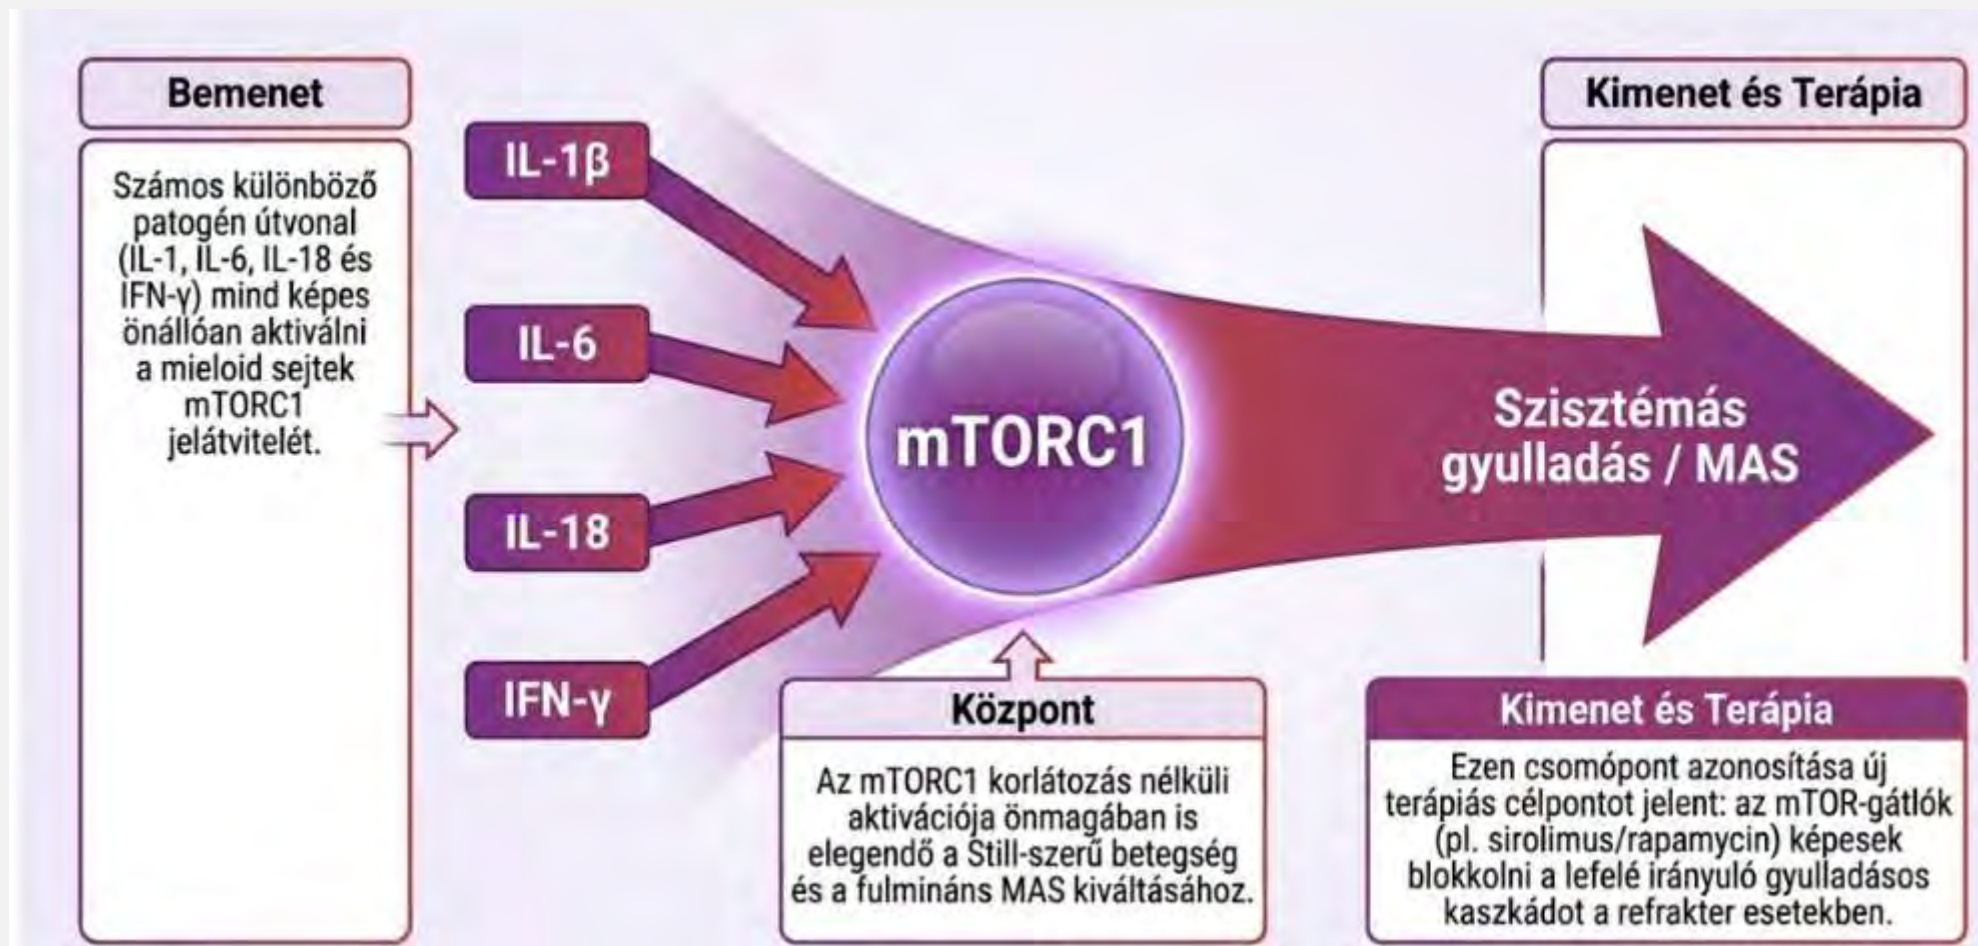 Bemenet
Számos különböző
patogén útvonal
(IL-1, IL-6, IL-18 és
IFN-γ) mind képes
önállóan aktiválni
a mieloid sejtek
mTORC1
jelátvitelét.
IL-1β
IL-6
IL-18
IFN-γ
mTORC1
Központ
Az mTORC1 korlátozás nélküli
aktivációja önmagában is
elegendő a Still-szerű betegség
és a fulmináns MAS kiváltásához.
Kimenet és Terápia
Szisztémás
gyulladás / MAS
Kimenet és Terápia
Ezen csomópont azonosítása új
terápiás célpontot jelent: az mTOR-gátlók
(pl. sirolimus/rapamycin) képesek
blokkolni a lefelé irányuló gyulladásos
kaszkádot a refrakter esetekben.